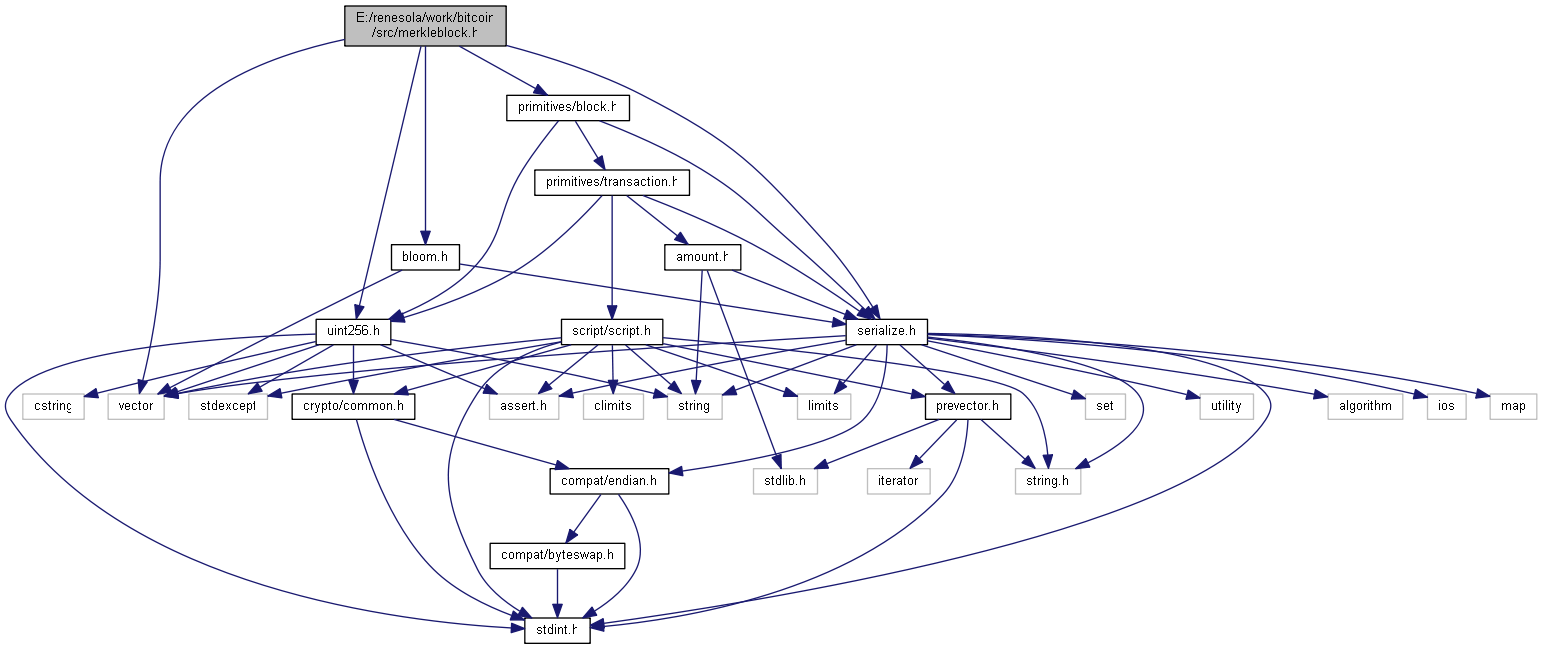 E:/renesola/work/bitcoin
/src/merkleblock.h
primitives/block.h
primitives/transaction.h
bloom.h
amount.h
uint256.h
script/script.h
serialize.h
cstring
vector
stdexcept
crypto/common.h
assert.h
climits
string
limits
prevector.h
set
utility
algorithm
ios
map
compat/endian.h
stdlib.h
iterator
string.h
compat/byteswap.h
stdint.h